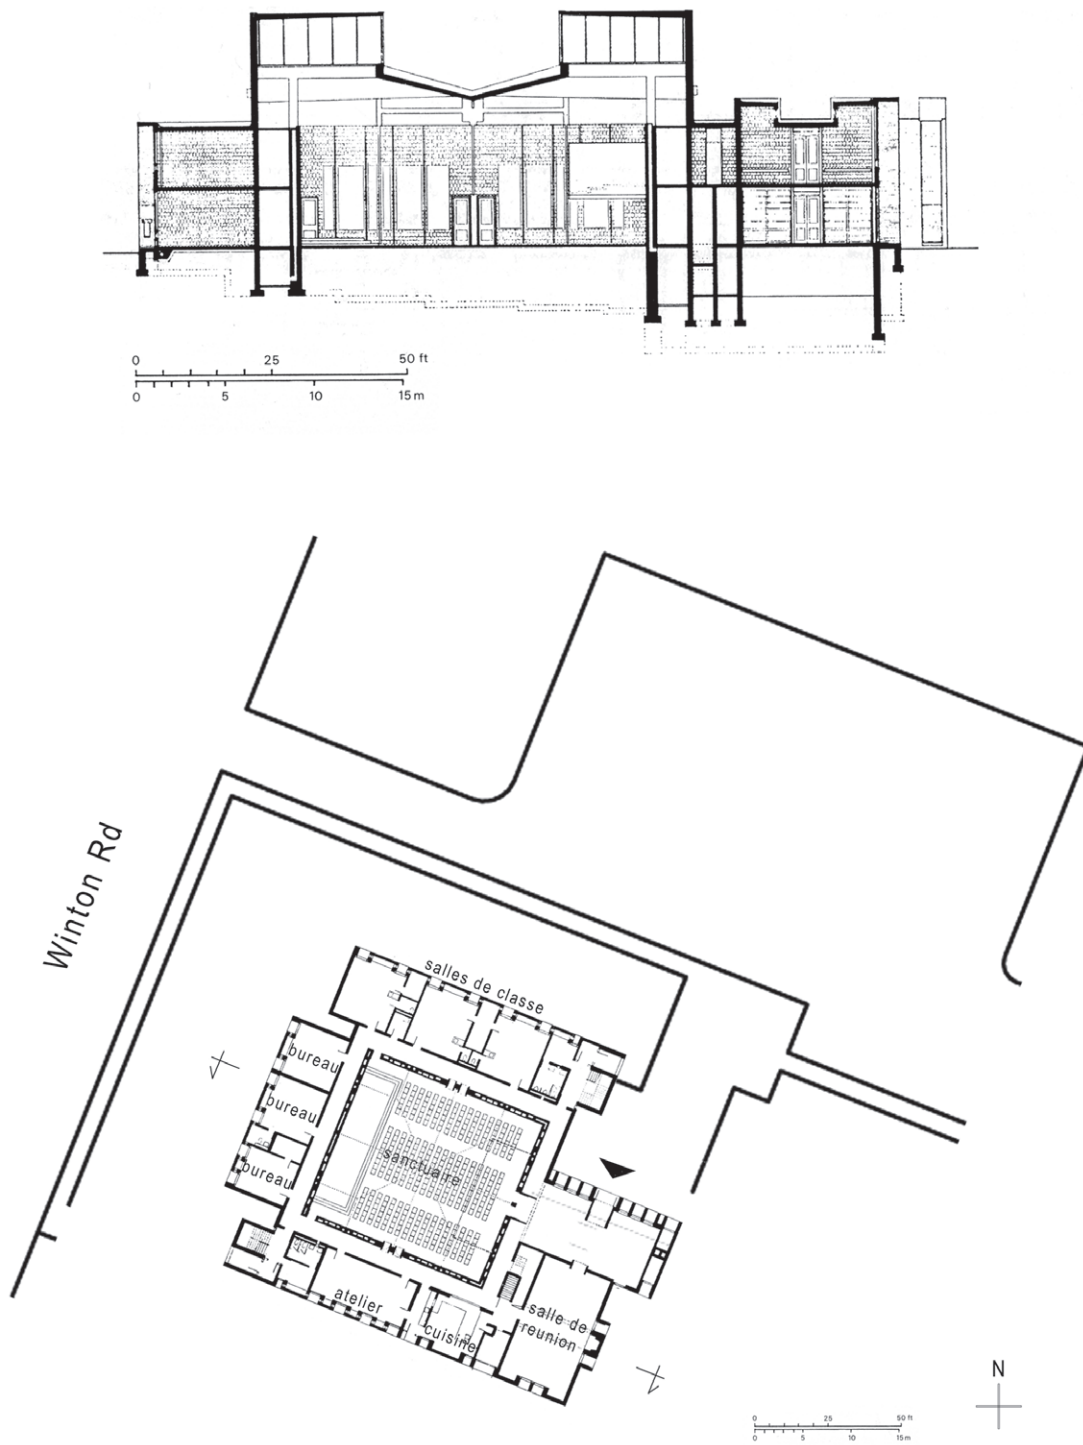 0 25 50 ft
0 5 10 15 m
Winton Rd
salles de classe
bureau
bureau
bureau
sanctuaire
atelier
cuisine
salle de
reunion
N
0 25 50 ft
0 5 10 15 m